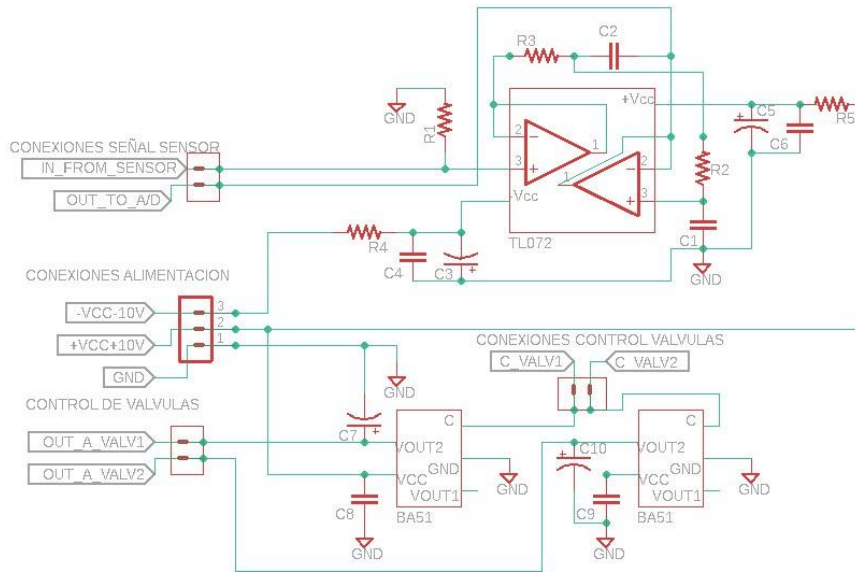 R3
C2
GND
R1
+Vcc
C5
C6
R5
CONEXIONES SEÑAL SENSOR
IN_FROM_SENSOR
OUT_TO_A/D
2
1
3
-Vcc
1
2
3
R2
TL072
C1
GND
R4
C4
C3
CONEXIONES ALIMENTACION
-VCC-10V
+VCC+10V
GND
3
2
1
GND
CONEXIONES CONTROL VALVULAS
C_VALV1
C_VALV2
CONTROL DE VALVULAS
OUT_A_VALV1
OUT_A_VALV2
C7
C
VOUT2
GND
VCC
VOUT1
BA51
GND
C8
GND
C10
C
VOUT2
GND
VCC
VOUT1
BA51
GND
C9
GND